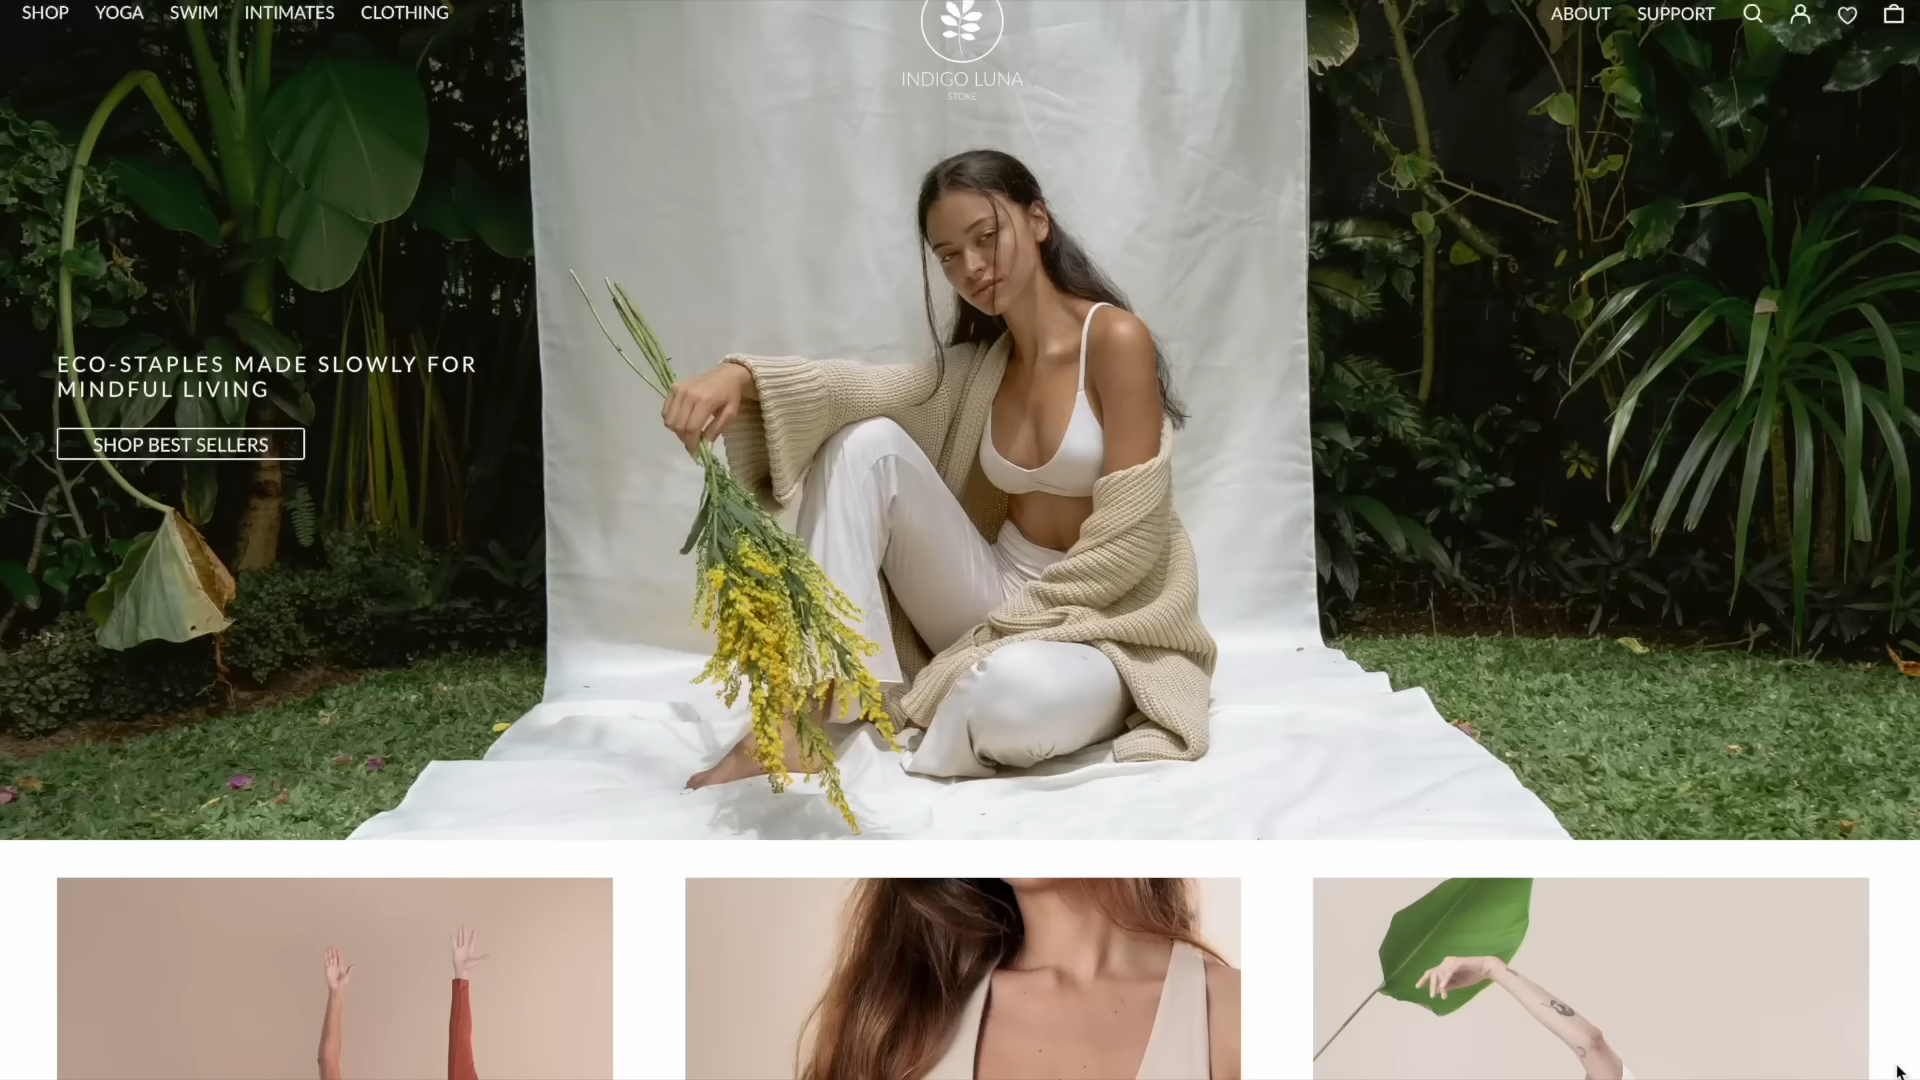 SHOP YOGA SWIM INTIMATES CLOTHING
ABOUT SUPPORT
INDIGO LUNA
STORE
ECO-STAPLES MADE SLOWLY FOR
MINDFUL LIVING
SHOP BEST SELLERS